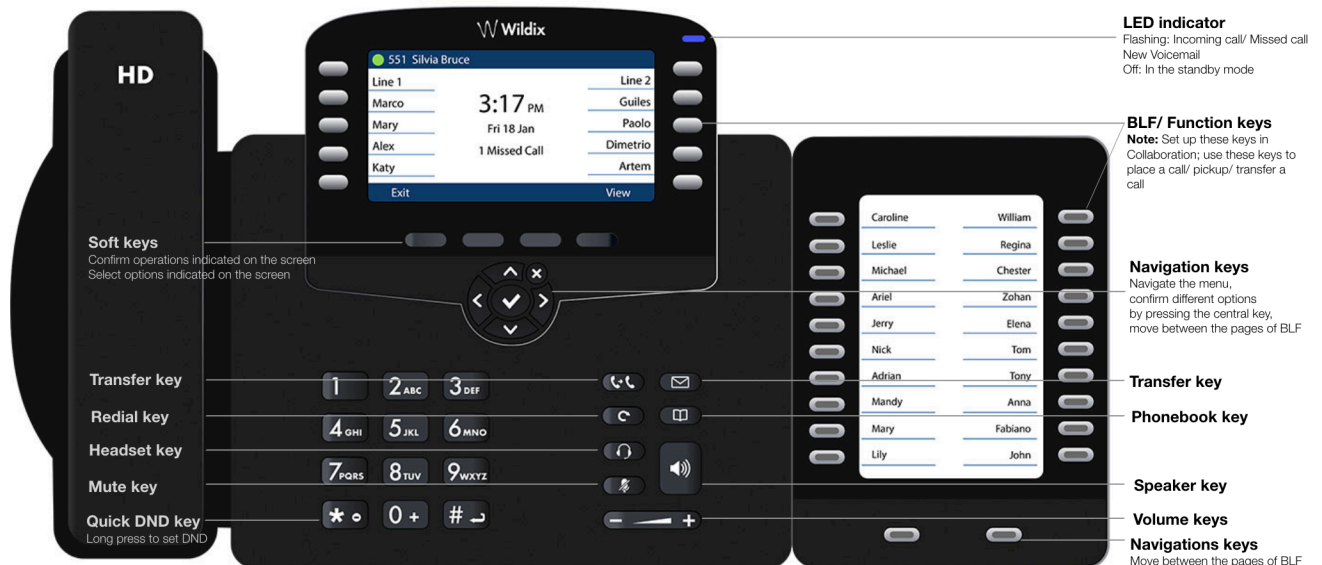 Wildix
HD
551 Silvia Bruce
Line 1
Line 2
Marco
3:17 PM
Guiles
Mary
Fri 18 Jan
Paolo
Alex
1 Missed Call
Dimetrio
Katy
Artem
Exit
View
LED indicator
Flashing: Incoming call/ Missed call
New Voicemail
Off: In the standby mode
BLF/ Function keys
Note: Set up these keys in
Collaboration; use these keys to
place a call/ pickup/ transfer a
call
Soft keys
Confirm operations indicated on the screen
Select options indicated on the screen
Navigation keys
Navigate the menu,
confirm different options
by pressing the central key,
move between the pages of BLF
Caroline
William
Leslie
Regina
Michael
Chester
Ariel
Zohan
Jerry
Elena
Nick
Tom
Adrian
Tony
Mandy
Anna
Mary
Fabiano
Lily
John
Transfer key
Redial key
Headset key
Mute key
Quick DND key
Long press to set DND
1
2 ABC
3 DEF
4 GHI
5 JKL
6 MNO
7 PQRS
8 TUV
9 WXYZ
*
0 +
#
- +
Transfer key
Phonebook key
Speaker key
Volume keys
Navigations keys
Move between the pages of BLF